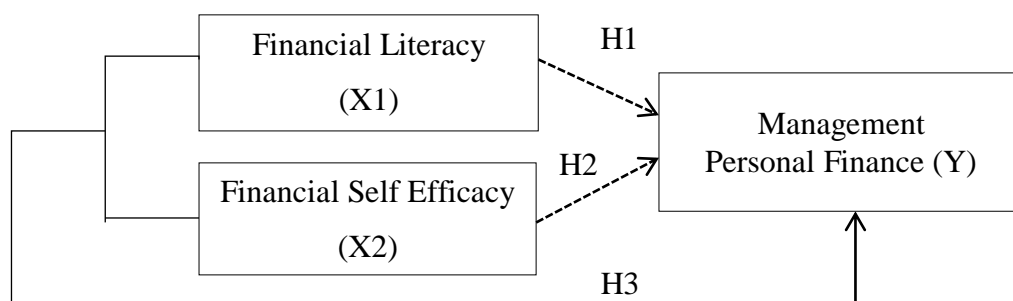 Financial Literacy
(X1)
H1
Management
Personal Finance (Y)
H2
Financial Self Efficacy
(X2)
H3